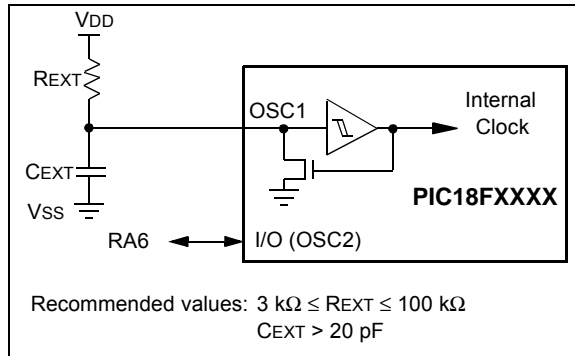 VDD
REXT
OSC1
Internal
Clock
CEXT
PIC18FXXXX
VSS
RA6
I/O (OSC2)
Recommended values: 3 kΩ ≤ REXT ≤ 100 kΩ
CEXT > 20 pF